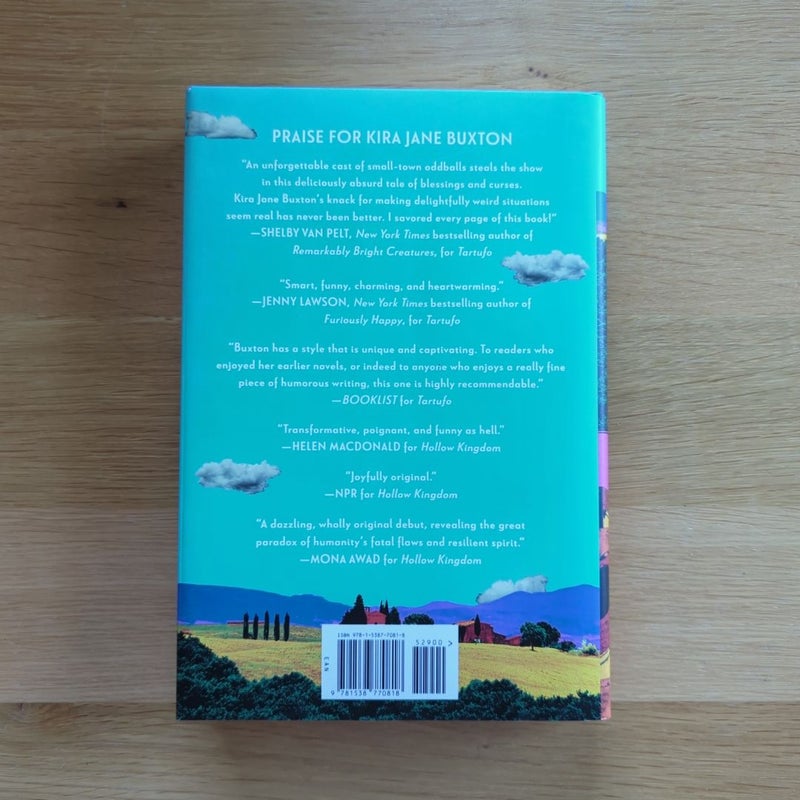 PRAISE FOR KIRA JANE BUXTON
“An unforgettable cast of small-town oddballs steals the show
in this deliciously absurd tale of blessings and curses.
Kira Jane Buxton’s knack for making delightfully weird situations
seem real has never been better. I savored every page of this book!”
—SHELBY VAN PELT, New York Times bestselling author of
Remarkably Bright Creatures, for Tartufo
“Smart, funny, charming, and heartwarming.”
—JENNY LAWSON, New York Times bestselling author of
Furiously Happy, for Tartufo
“Buxton has a style that is unique and captivating. To readers who
enjoyed her earlier novels, or indeed to anyone who enjoys a really fine
piece of humorous writing, this one is highly recommendable.”
—BOOKLIST for Tartufo
“Transformative, poignant, and funny as hell.”
—HELEN MACDONALD for Hollow Kingdom
“Joyfully original.”
—NPR for Hollow Kingdom
“A dazzling, wholly original debut, revealing the great
paradox of humanity’s fatal flaws and resilient spirit.”
—MONA AWAD for Hollow Kingdom
ISBN 978-1-5387-7081-8
52900 >
EAN
9 781538 770818